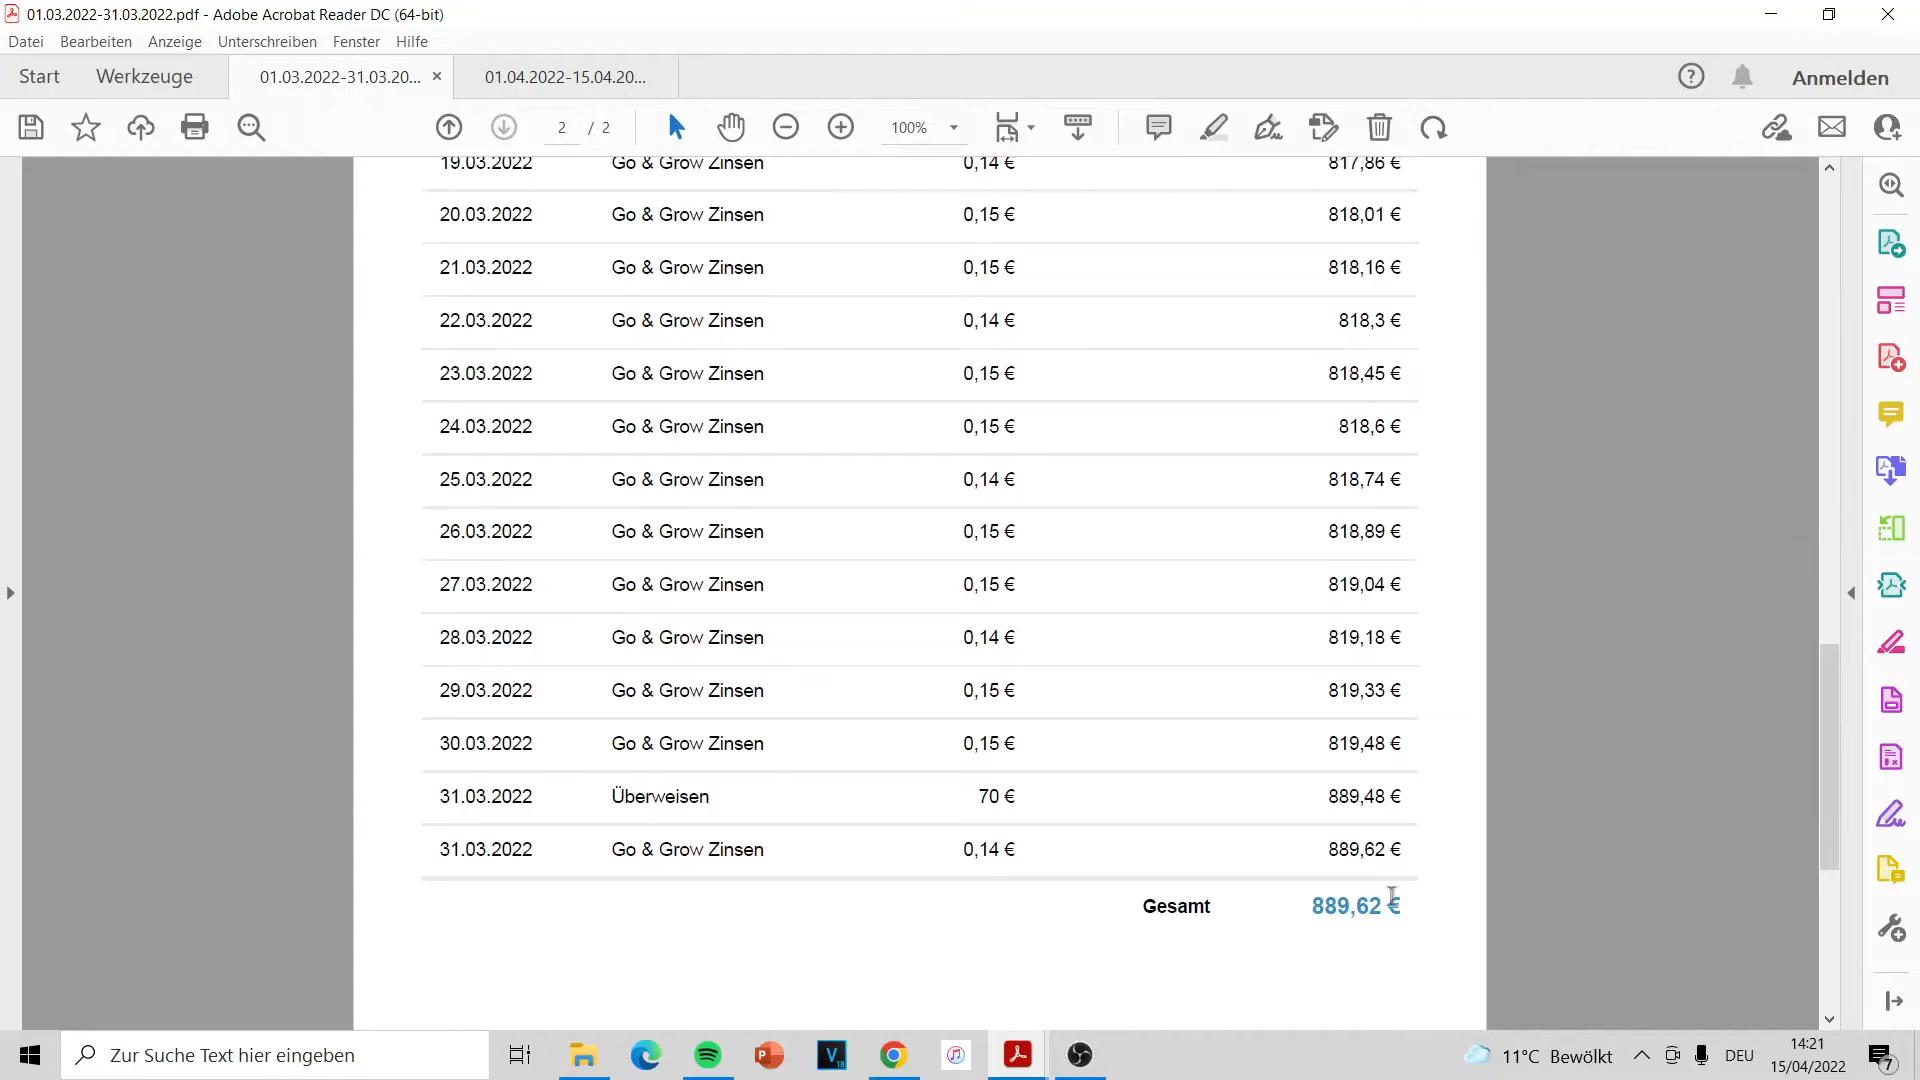 01.03.2022-31.03.2022.pdf - Adobe Acrobat Reader DC (64-bit)
Datei Bearbeiten Anzeige Unterschreiben Fenster Hilfe
Start Werkzeuge 01.03.2022-31.03.20... × 01.04.2022-15.04.20... Anmelden
2 / 2 100%
19.03.2022 Go & Grow Zinsen 0,14 € 817,86 €
20.03.2022 Go & Grow Zinsen 0,15 € 818,01 €
21.03.2022 Go & Grow Zinsen 0,15 € 818,16 €
22.03.2022 Go & Grow Zinsen 0,14 € 818,3 €
23.03.2022 Go & Grow Zinsen 0,15 € 818,45 €
24.03.2022 Go & Grow Zinsen 0,15 € 818,6 €
25.03.2022 Go & Grow Zinsen 0,14 € 818,74 €
26.03.2022 Go & Grow Zinsen 0,15 € 818,89 €
27.03.2022 Go & Grow Zinsen 0,15 € 819,04 €
28.03.2022 Go & Grow Zinsen 0,14 € 819,18 €
29.03.2022 Go & Grow Zinsen 0,15 € 819,33 €
30.03.2022 Go & Grow Zinsen 0,15 € 819,48 €
31.03.2022 Überweisen 70 € 889,48 €
31.03.2022 Go & Grow Zinsen 0,14 € 889,62 €
Gesamt 889,62 €
Zur Suche Text hier eingeben
11°C Bewölkt DEU 14:21
15/04/2022 7